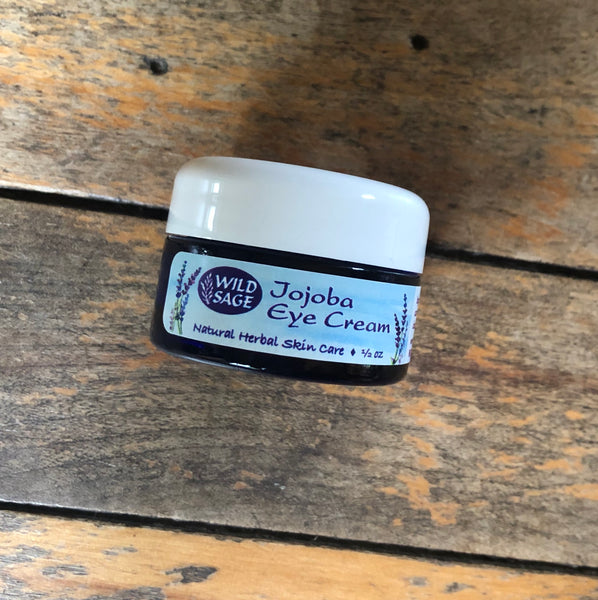 WILD
SAGE
Jojoba
Eye Cream
Natural Herbal Skin Care ♦ ½ oz